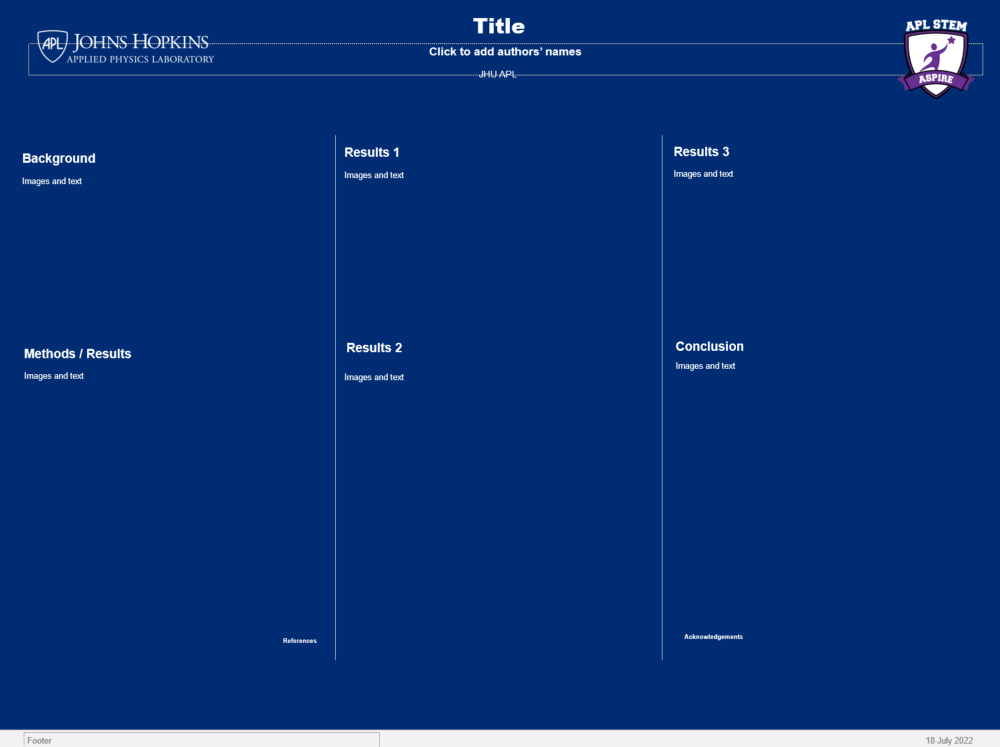 Title
APL
JOHNS HOPKINS
APPLIED PHYSICS LABORATORY
Click to add authors’ names
JHU APL
APL STEM
ASPIRE
Background
Images and text
Methods / Results
Images and text
References
Results 1
Images and text
Results 2
Images and text
Results 3
Images and text
Conclusion
Images and text
Acknowledgements
Footer
18 July 2022